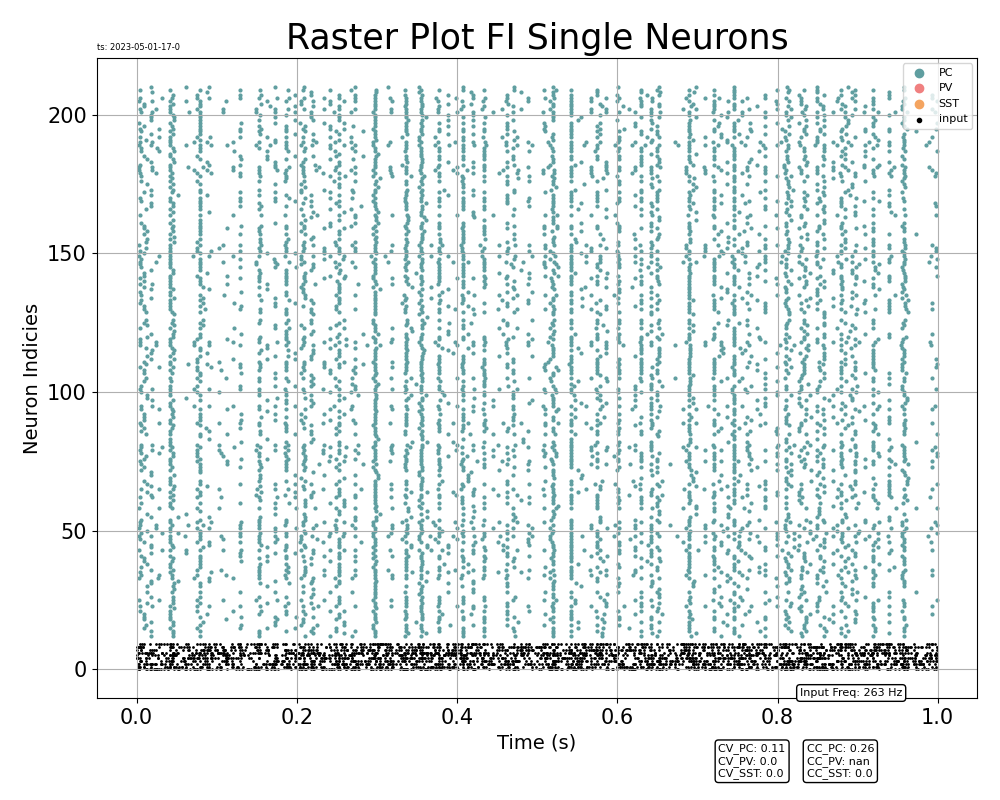 Raster Plot FI Single Neurons
ts: 2023-05-01-17-0
PC
PV
SST
input
200
150
100
50
0
Neuron Indicies
0.0 0.2 0.4 0.6 0.8 1.0
Time (s)
Input Freq: 263 Hz
CV_PC: 0.11
CV_PV: 0.0
CV_SST: 0.0
CC_PC: 0.26
CC_PV: nan
CC_SST: 0.0